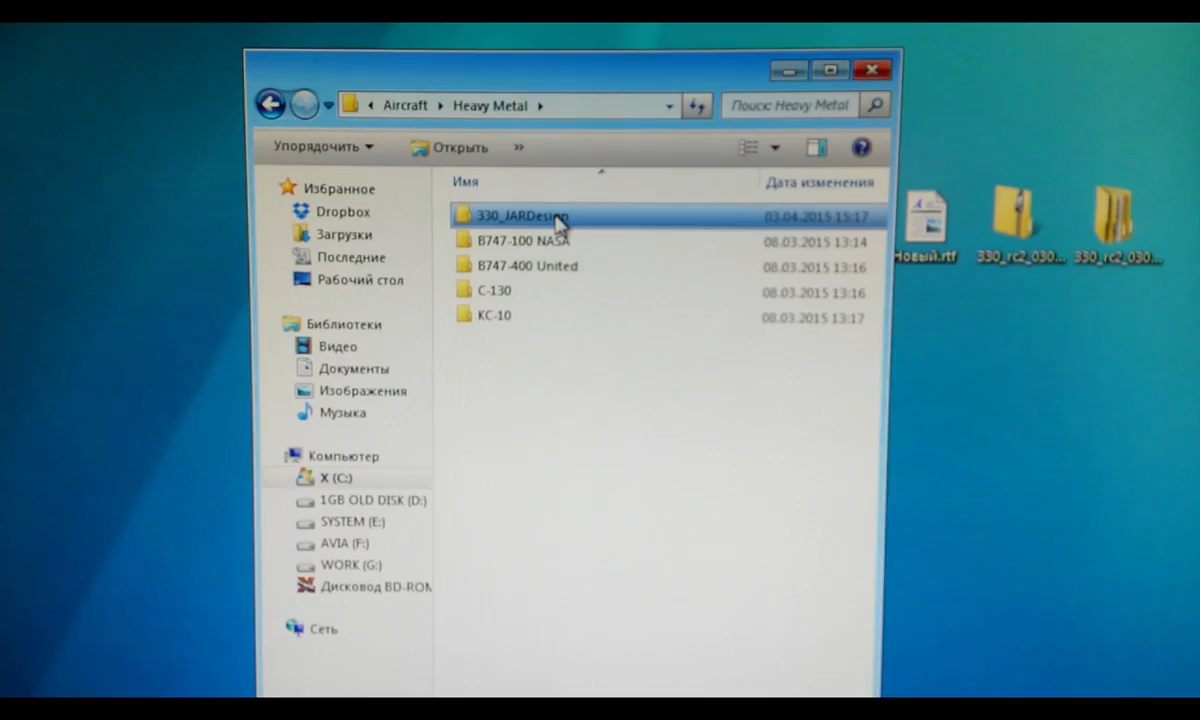 Aircraft
Heavy Metal
Поиск: Heavy Metal
Упорядочить
Открыть
»
Имя
Дата изменения
Избранное
Dropbox
Загрузки
Последние
Рабочий стол
Библиотеки
Видео
Документы
Изображения
Музыка
Компьютер
X (C:)
1GB OLD DISK (D:)
SYSTEM (E:)
AVIA (F:)
WORK (G:)
Дисковод BD-ROM
Сеть
330_JARDesign 03.04.2015 15:17
B747-100 NASA 08.03.2015 13:14
B747-400 United 08.03.2015 13:16
C-130 08.03.2015 13:16
KC-10 08.03.2015 13:17
Новый.rtf
330_rc2_030...
330_rc2_030...